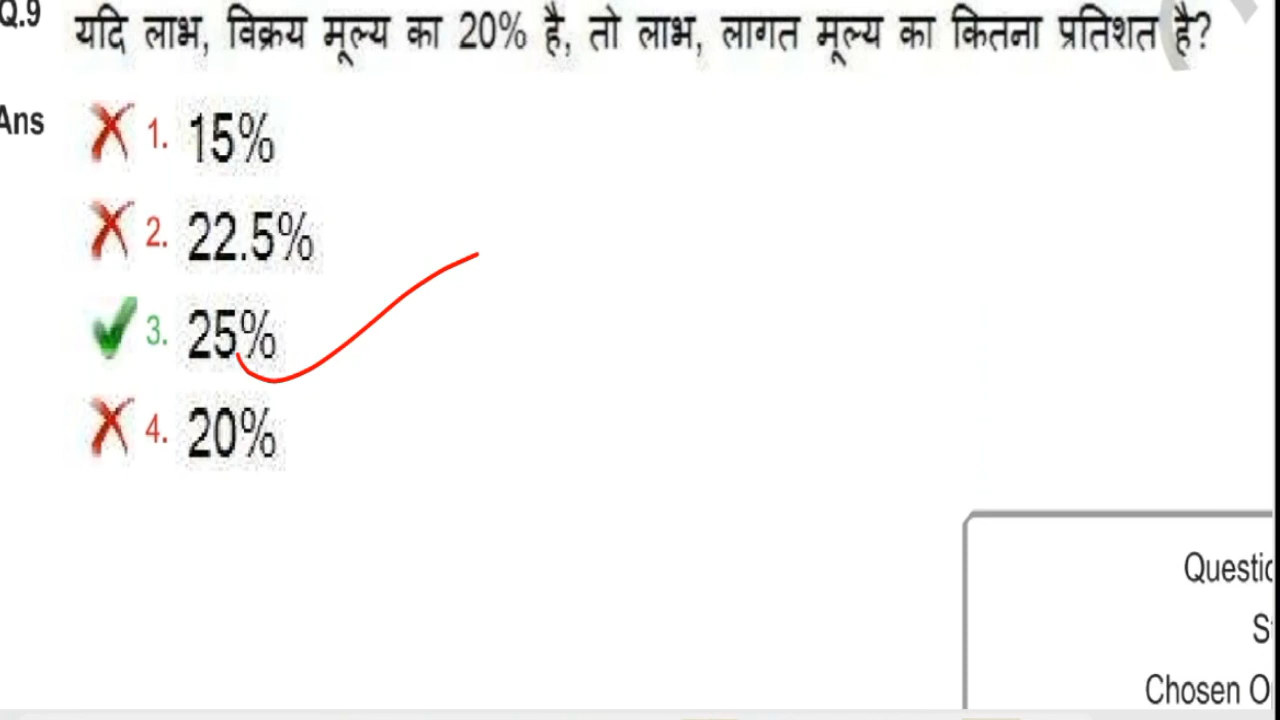 Q.9 यदि लाभ, विक्रय मूल्य का 20% है, तो लाभ, लागत मूल्य का कितना प्रतिशत है?
Ans 1. 15%
2. 22.5%
3. 25%
4. 20%
Chosen